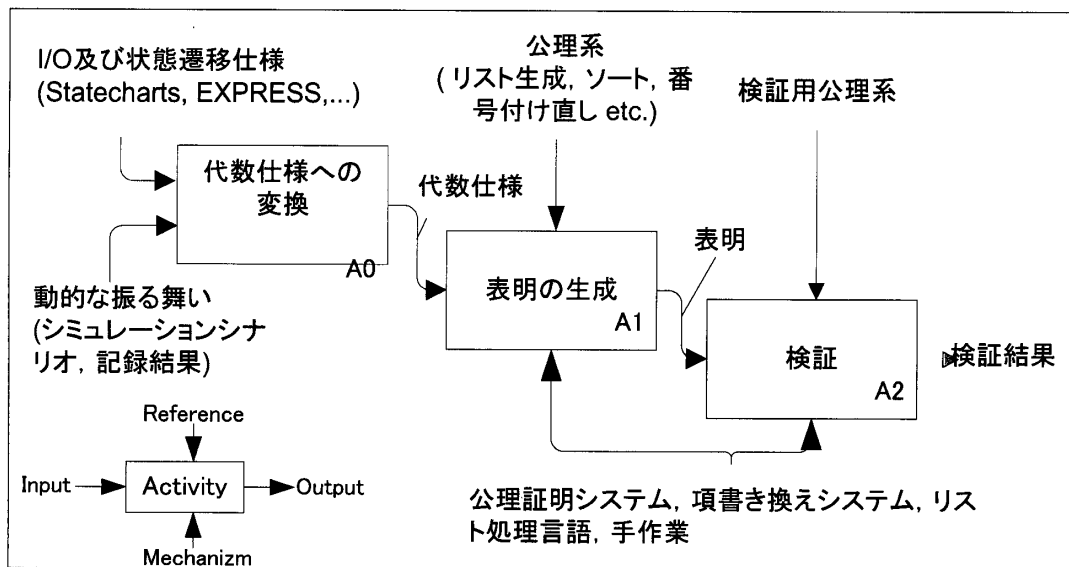 I/O及び状態遷移仕様
(Statecharts, EXPRESS,...)
公理系
( リスト生成, ソート, 番
号付け直し etc.)
検証用公理系
代数仕様への
変換
A0
代数仕様
表明の生成
A1
表明
検証
A2
検証結果
動的な振る舞い
(シミュレーションシナ
リオ, 記録結果)
Reference
Input
Activity
Output
Mechanizm
公理証明システム, 項書き換えシステム, リス
ト処理言語, 手作業